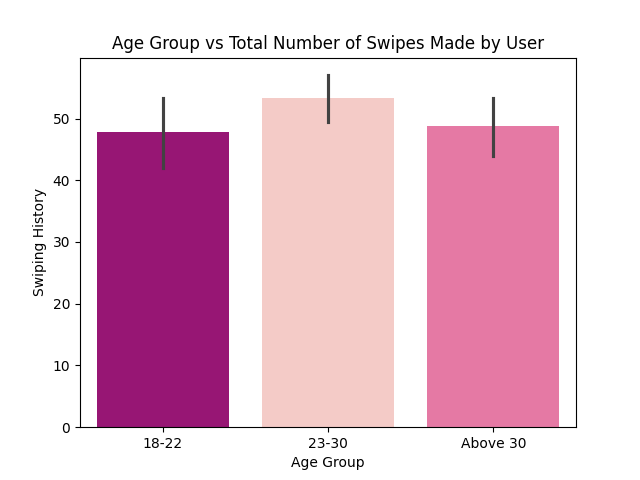 Age Group vs Total Number of Swipes Made by User
50
40
30
20
10
0
Swiping History
18-22 23-30 Above 30
Age Group